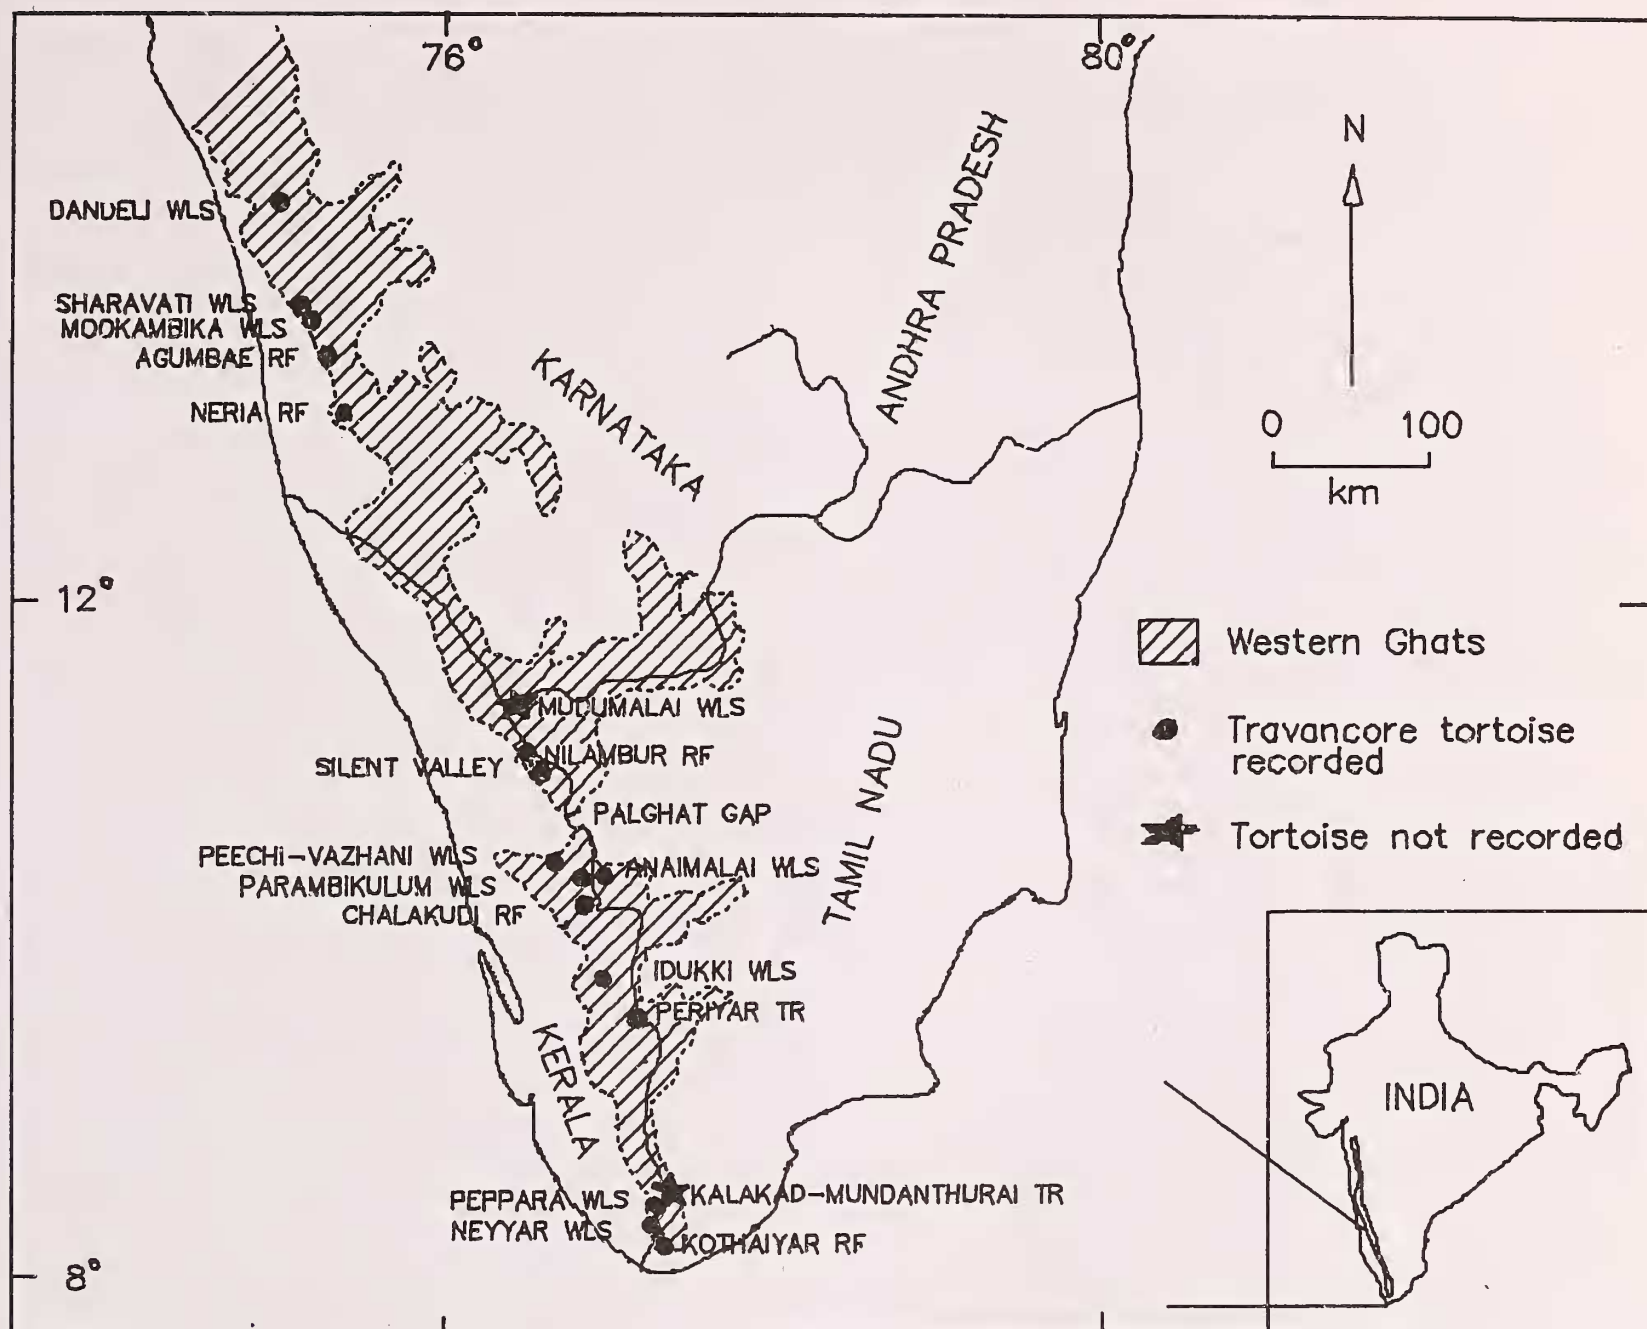 76°
80°
N
DANDELI WLS
ANDHRA PRADESH
SHARAVATI WLS
MOOKAMBIKA WLS
AGUMBAE RF
NERIA RF
KARNATAKA
0 100
km
12°
Western Ghats
MUDUMALAI WLS
Travancore tortoise
recorded
NILAMBUR RF
SILENT VALLEY
PALGHAT GAP
TAMIL NADU
Tortoise not recorded
PEECHI-VAZHANI WLS
ANAIMALAI WLS
PARAMBIKULUM WLS
CHALAKUDI RF
IDUKKI WLS
PERIYAR TR
KERALA
INDIA
PEPPARA WLS
KALAKAD-MUNDANTHURAI TR
NEYYAR WLS
KOTHAIYAR RF
8°